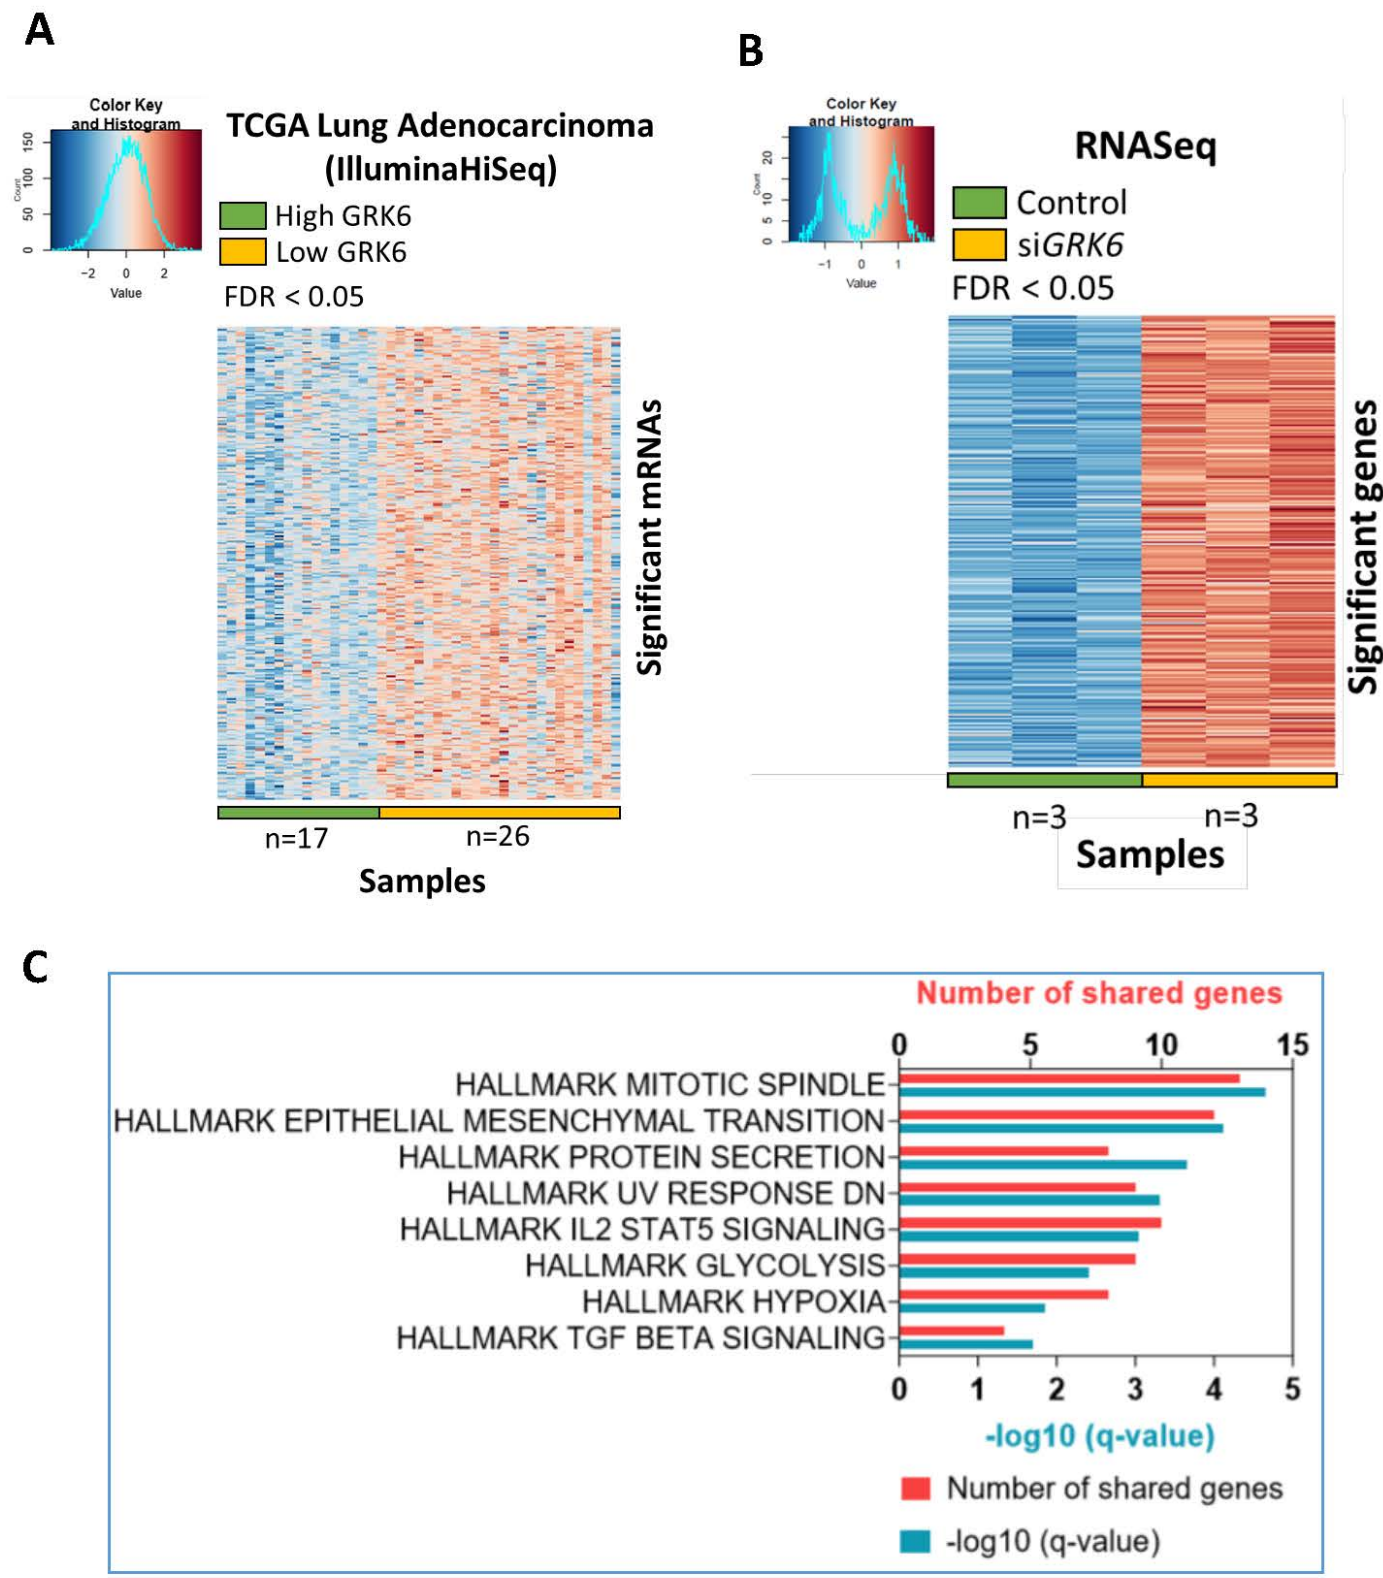 A
Color Key
and Histogram
Count
0 50 100 150
−2 0 2
Value
TCGA Lung Adenocarcinoma
(IlluminaHiSeq)
High GRK6
Low GRK6
FDR < 0.05
Significant mRNAs
n=17 n=26
Samples
B
Color Key
and Histogram
Count
0 5 10 20
−1 0 1
Value
RNASeq
Control
siGRK6
FDR < 0.05
Significant genes
n=3 n=3
Samples
C
Number of shared genes
0 5 10 15
HALLMARK MITOTIC SPINDLE
HALLMARK EPITHELIAL MESENCHYMAL TRANSITION
HALLMARK PROTEIN SECRETION
HALLMARK UV RESPONSE DN
HALLMARK IL2 STAT5 SIGNALING
HALLMARK GLYCOLYSIS
HALLMARK HYPOXIA
HALLMARK TGF BETA SIGNALING
0 1 2 3 4 5
-log10 (q-value)
Number of shared genes
-log10 (q-value)